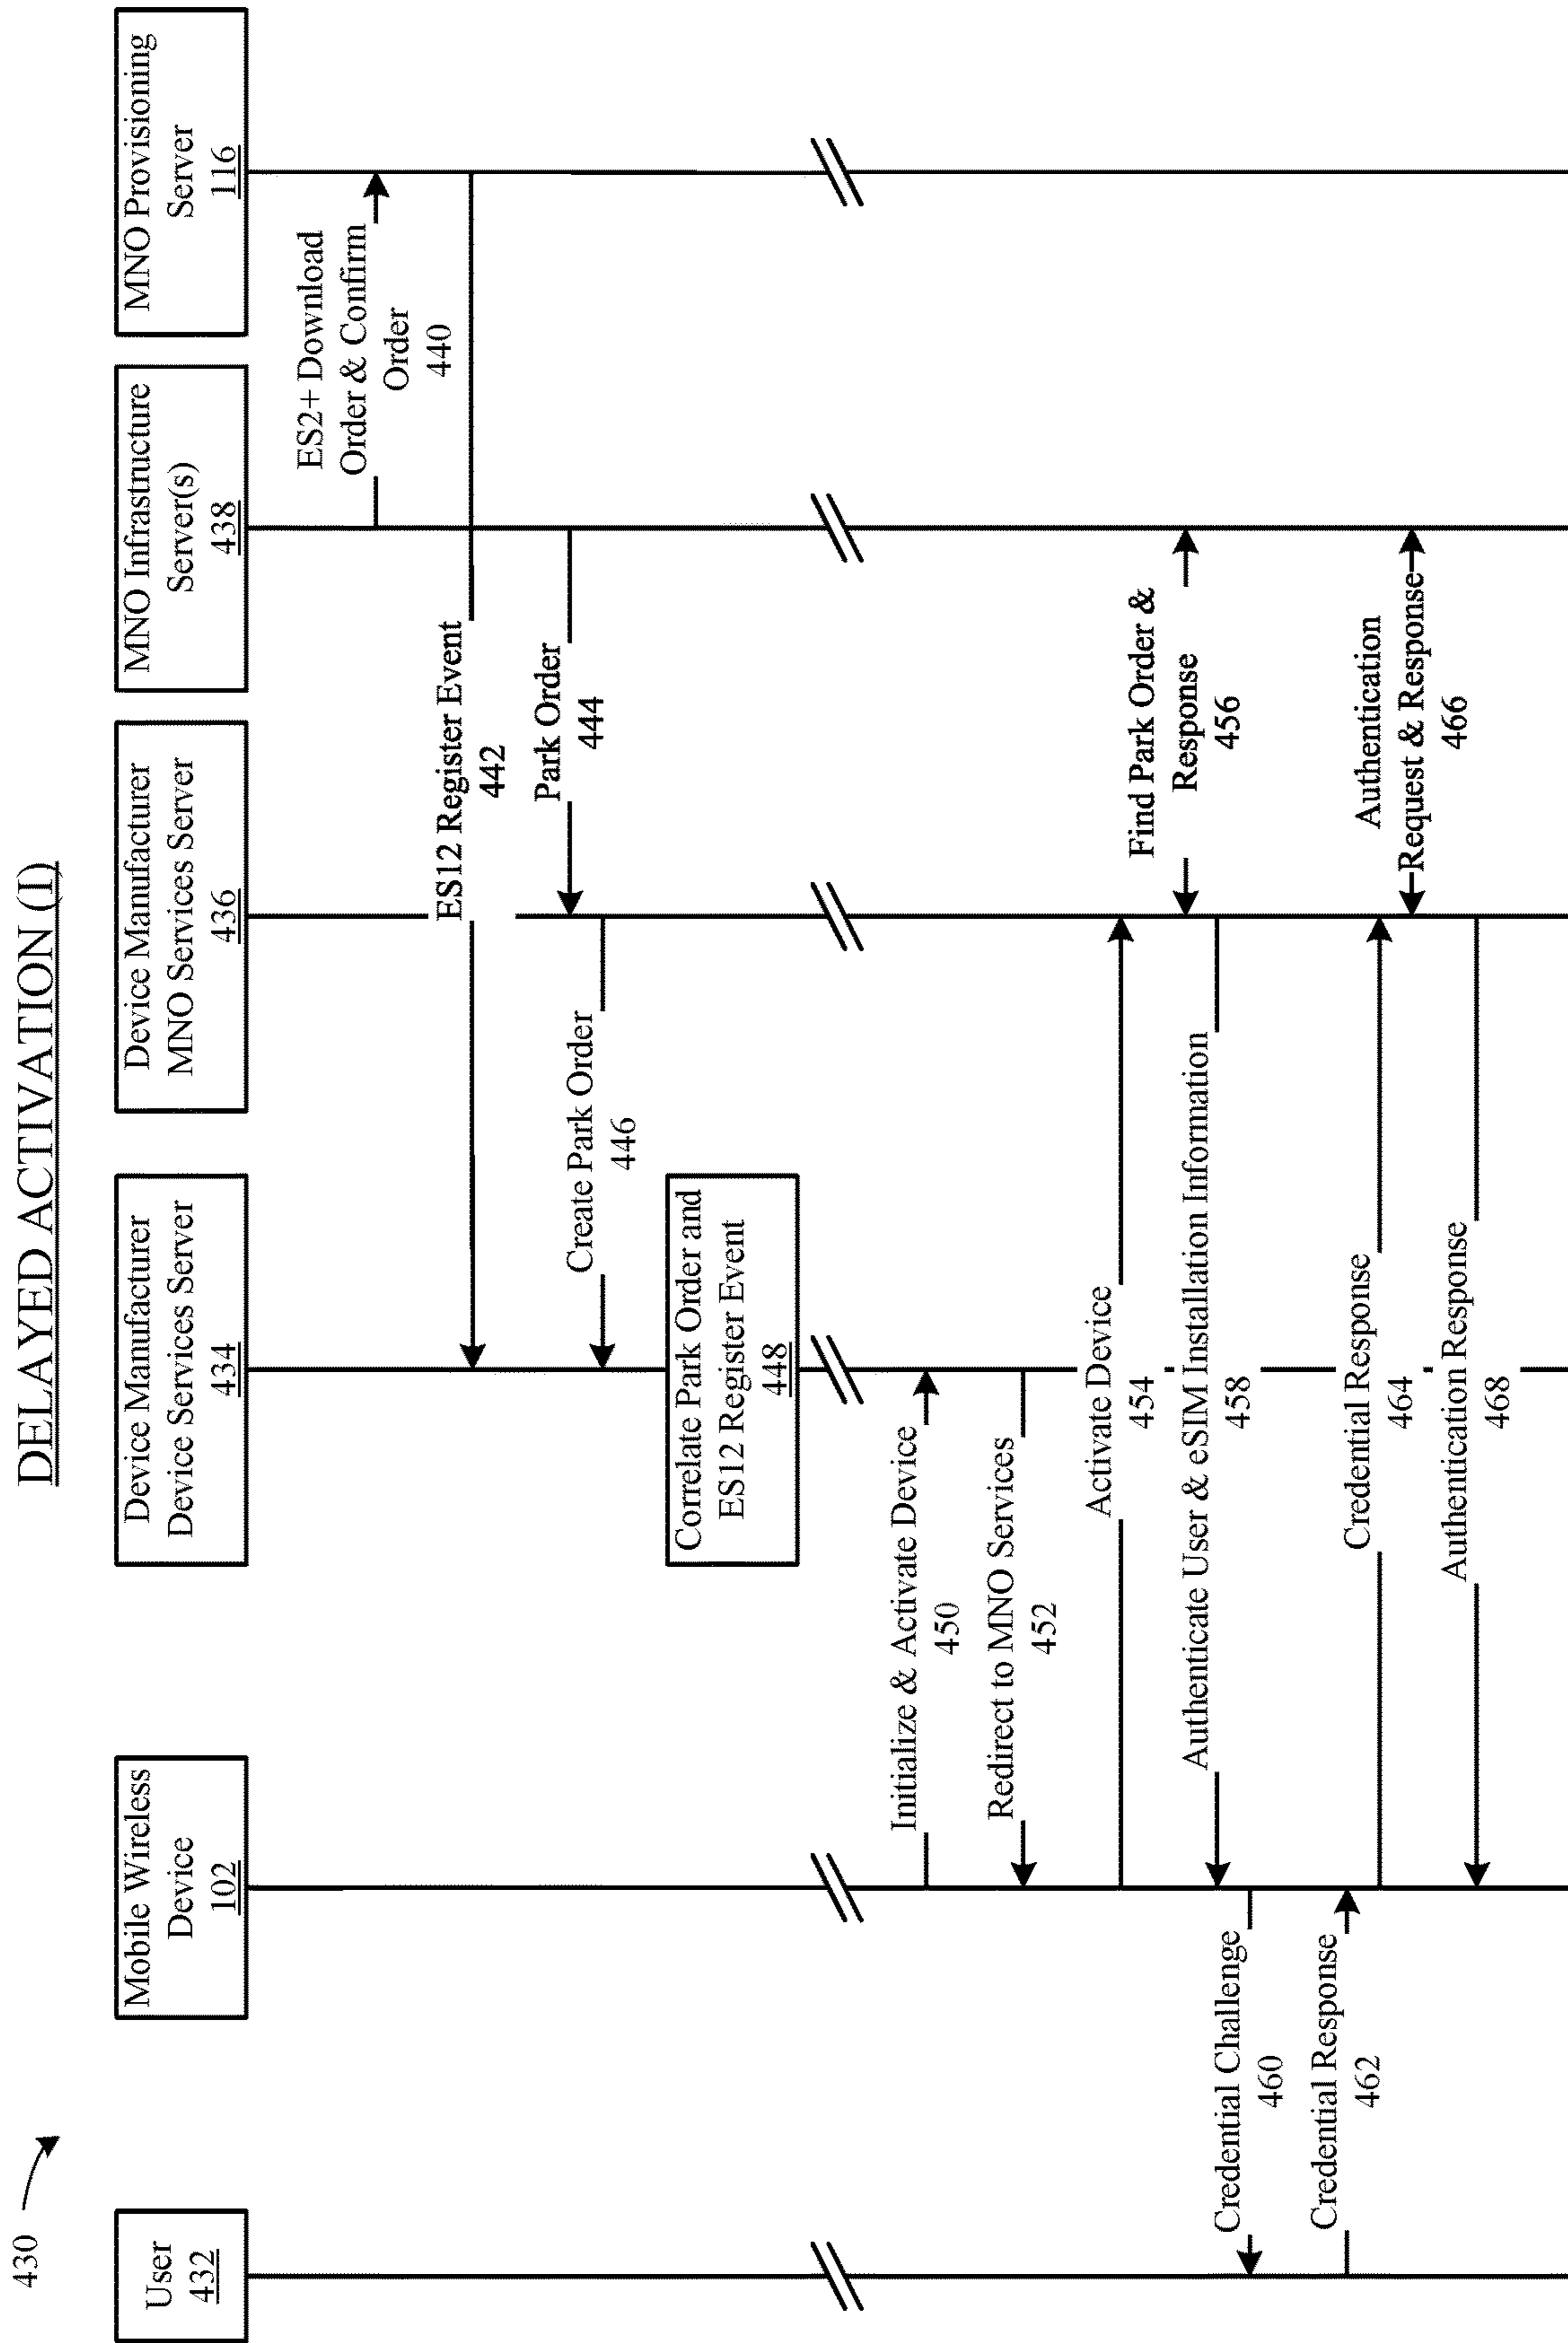 430
DELAYED ACTIVATION (I)
User
432
Mobile Wireless
Device
102
Device Manufacturer
Device Services Server
434
Device Manufacturer
MNO Services Server
436
MNO Infrastructure
Server(s)
438
MNO Provisioning
Server
116
ES2+ Download
Order & Confirm
Order
440
ES12 Register Event
442
Park Order
444
Create Park Order
446
Correlate Park Order and
ES12 Register Event
448
Initialize & Activate Device
450
Redirect to MNO Services
452
Activate Device
454
Find Park Order &
Response
456
Authenticate User & eSIM Installation Information
458
Credential Challenge
460
Credential Response
462
Credential Response
464
Authentication
Request & Response
466
Authentication Response
468